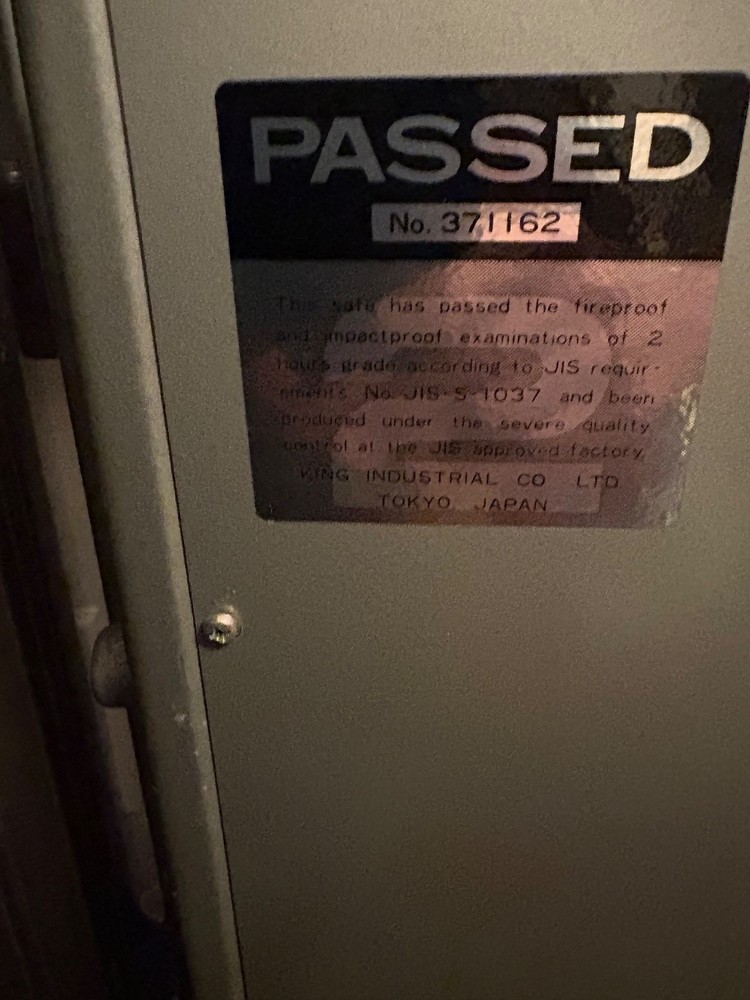 PASSED
No. 371162
This safe has passed the fireproof
and impactproof examinations of 2
hours grade according to JIS requir-
ements No. JIS-S-1037 and been
produced under the severe quality
control at the JIS approved factory.
KING INDUSTRIAL CO LTD
TOKYO JAPAN